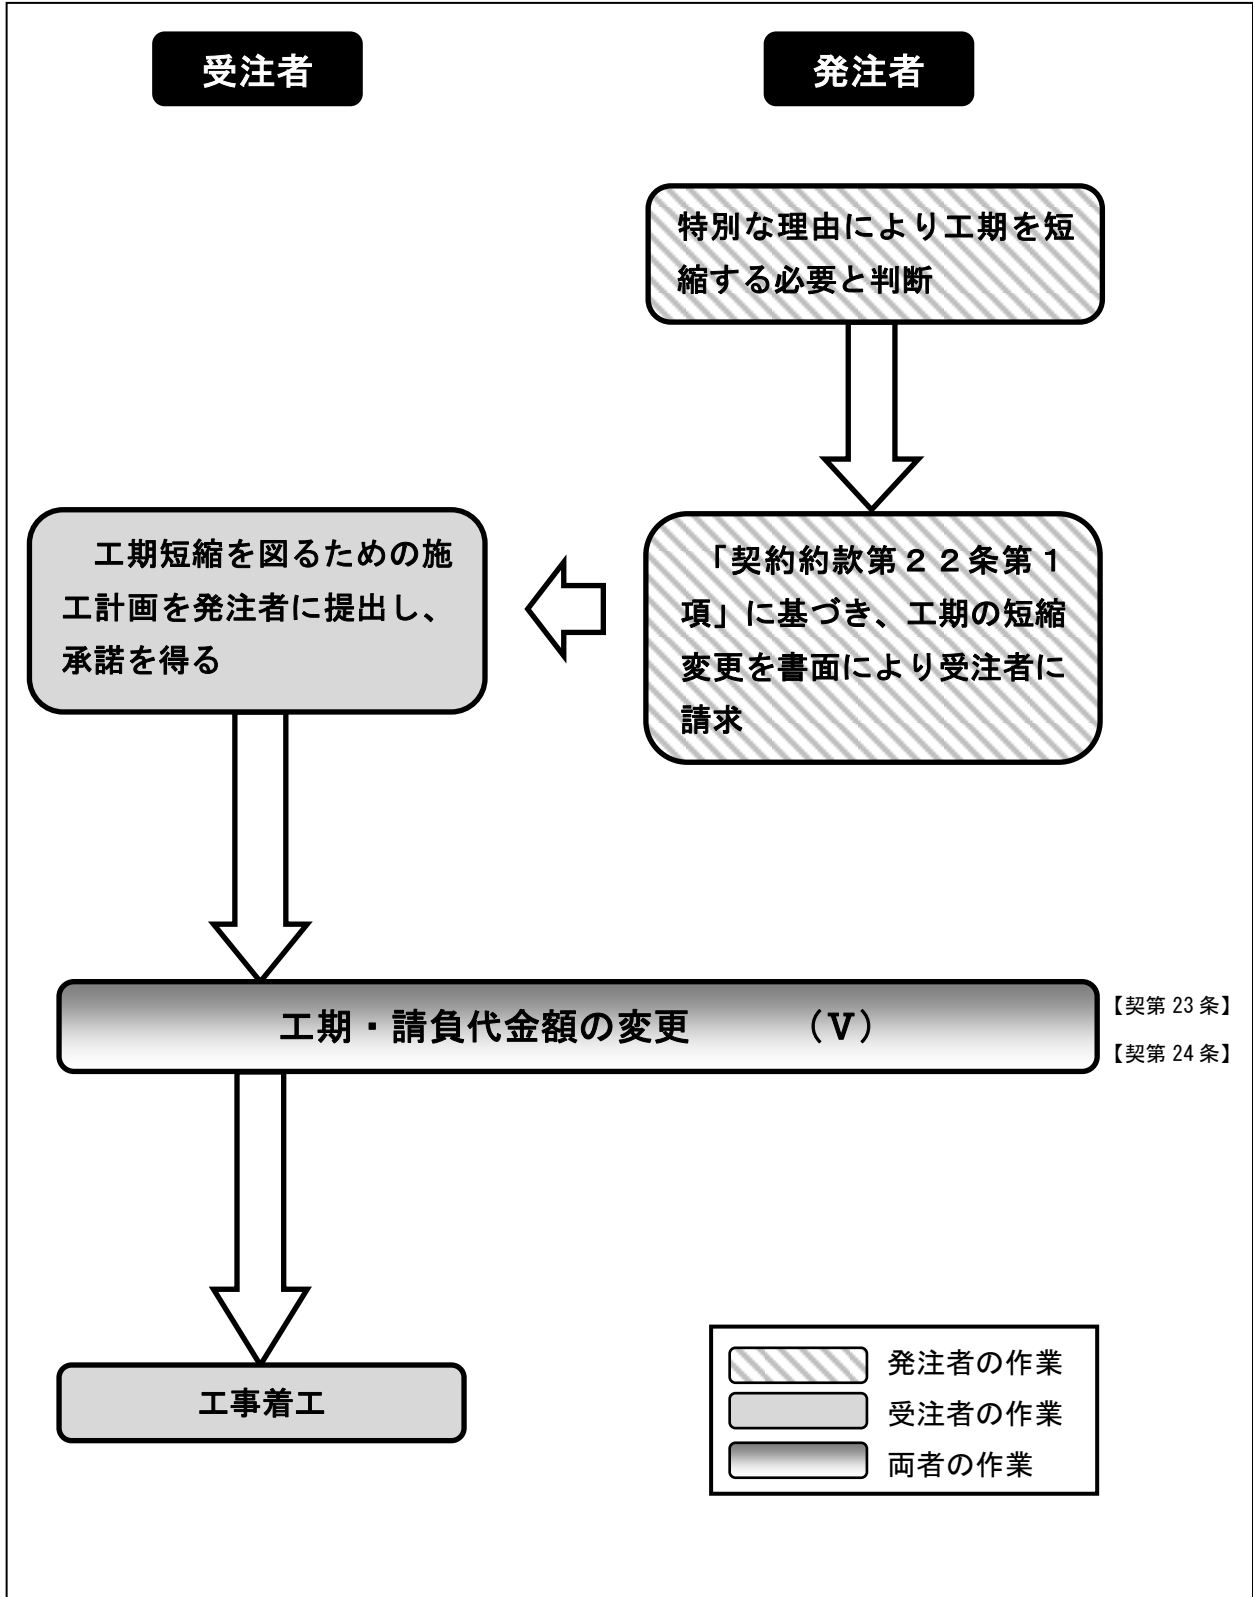 受注者
発注者
特別な理由により工期を短
縮する必要と判断
「契約約款第２２条第１
項」に基づき、工期の短縮
変更を書面により受注者に
請求
工期短縮を図るための施
工計画を発注者に提出し、
承諾を得る
工期・請負代金額の変更　　　（Ⅴ）
【契第 23 条】
【契第 24 条】
工事着工
発注者の作業
受注者の作業
両者の作業